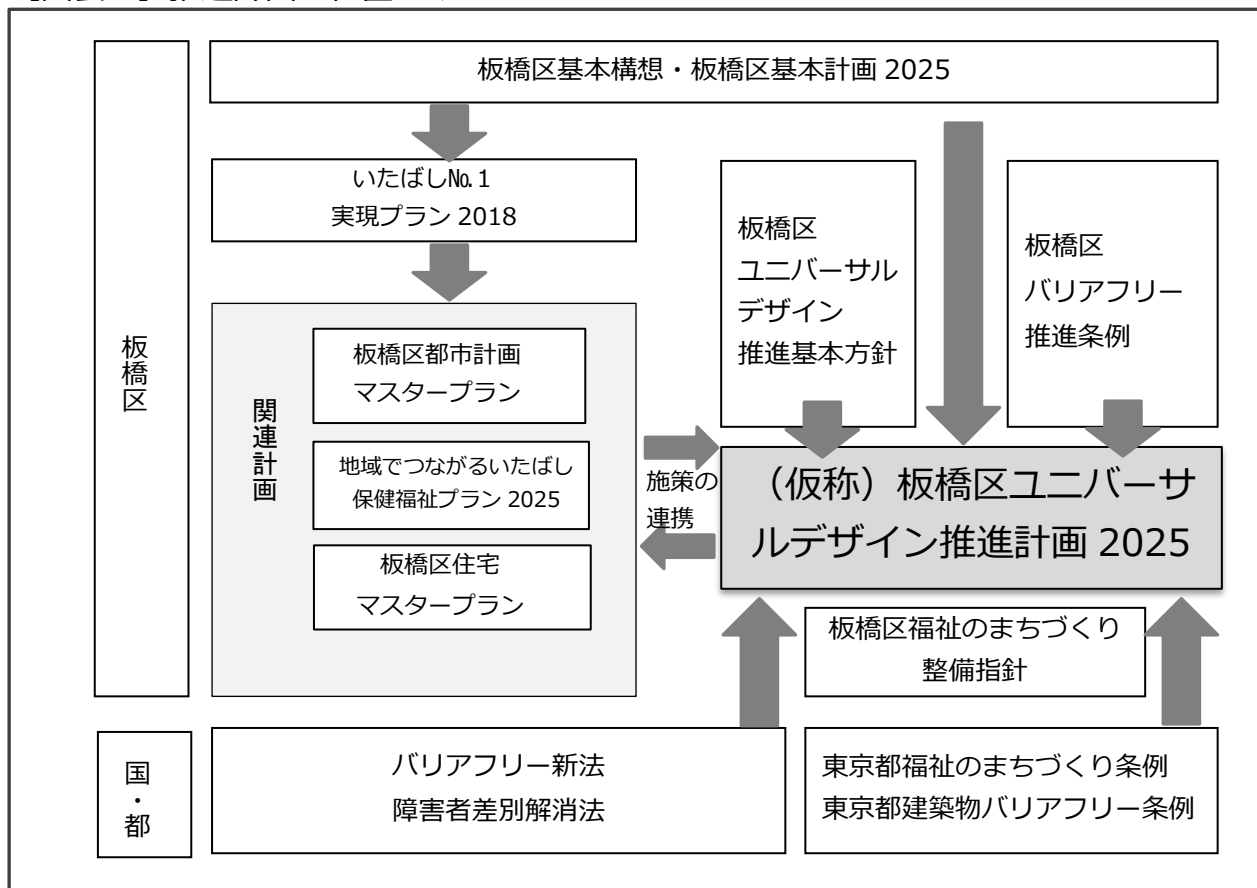 板橋区基本構想・板橋区基本計画 2025
いたばし№1
実現プラン 2018
板橋区
ユニバーサル
デザイン
推進基本方針
板橋区
バリアフリー
推進条例
板橋区
関連計画
板橋区都市計画
マスタープラン
地域でつながるいたばし
保健福祉プラン 2025
板橋区住宅
マスタープラン
施策の
連携
（仮称）板橋区ユニバーサ
ルデザイン推進計画 2025
板橋区福祉のまちづくり
整備指針
国・都
バリアフリー新法
障害者差別解消法
東京都福祉のまちづくり条例
東京都建築物バリアフリー条例